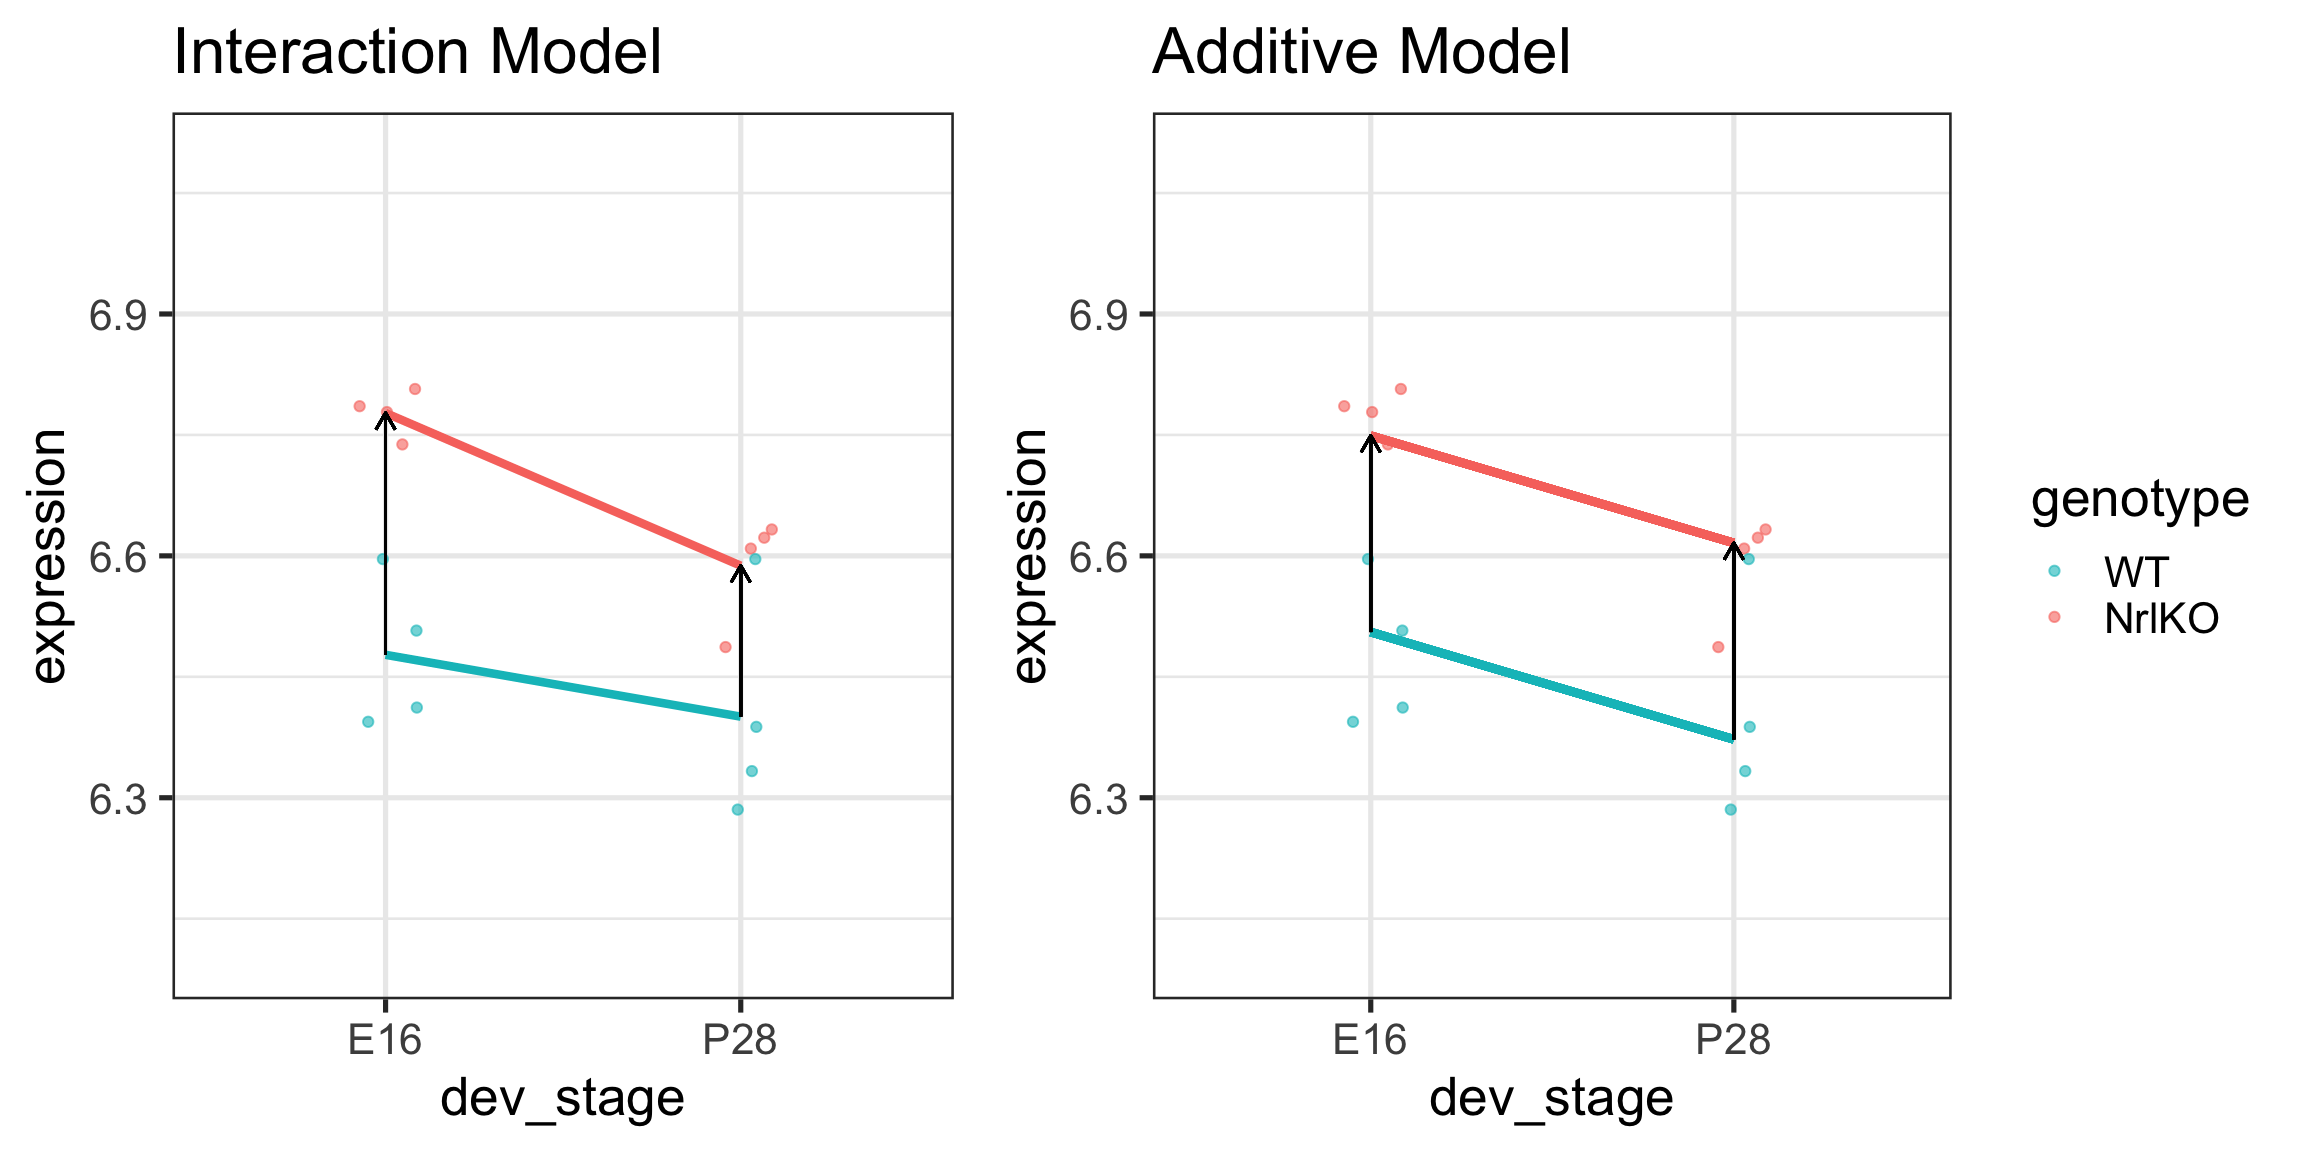 Interaction Model
expression
6.9
6.6
6.3
E16 P28
dev_stage
Additive Model
expression
6.9
6.6
6.3
E16 P28
dev_stage
genotype
WT
NrlKO